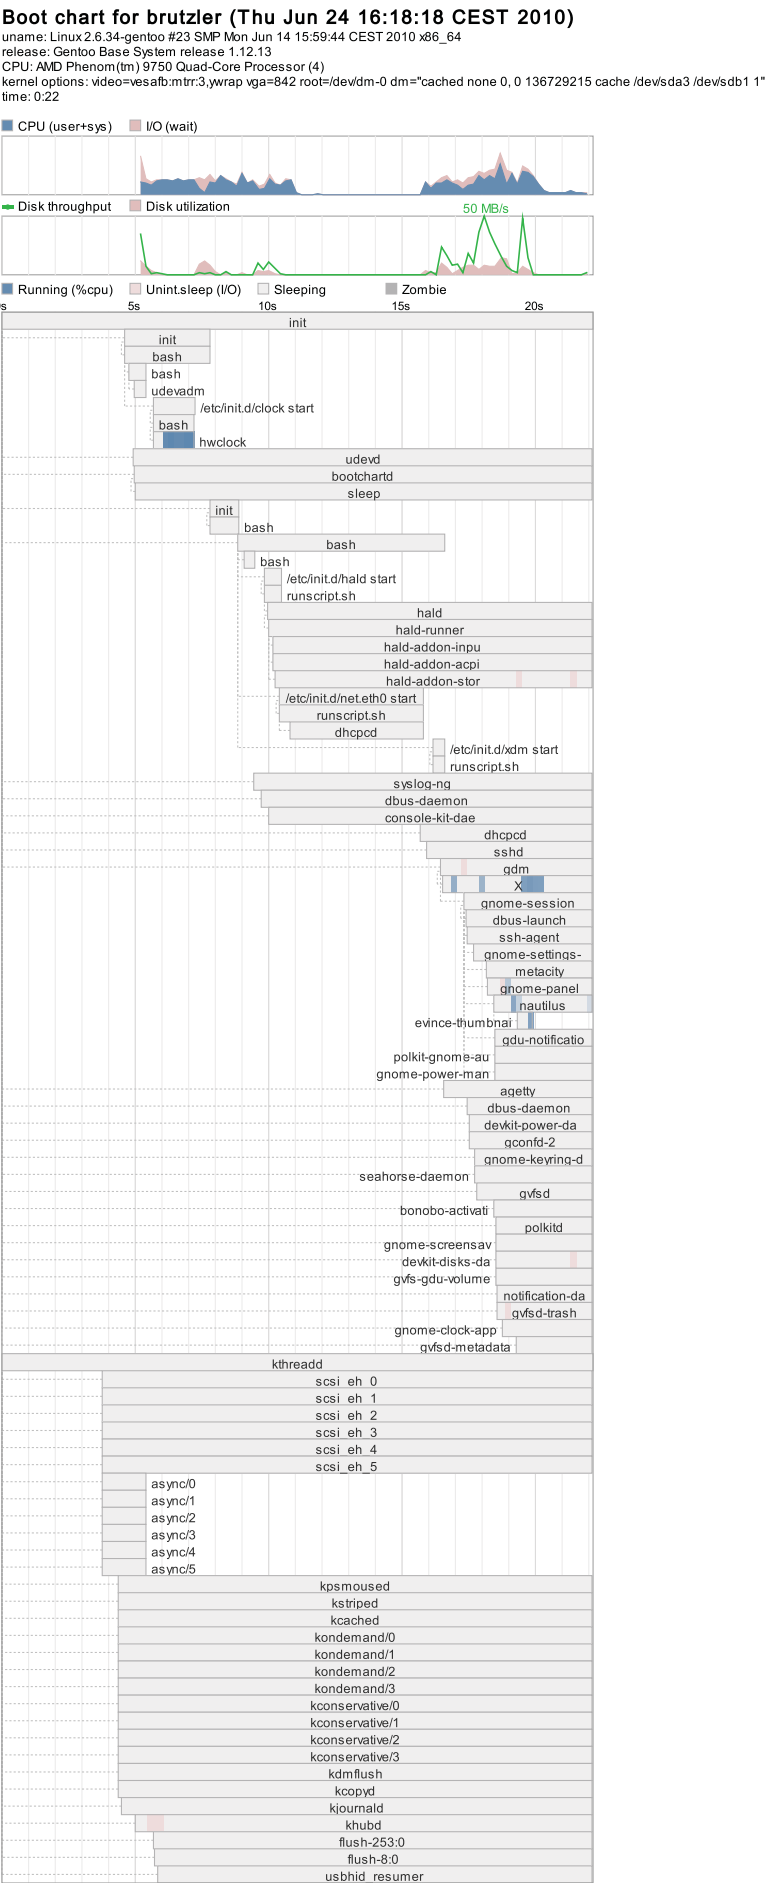 Boot chart for brutzler (Thu Jun 24 16:18:18 CEST 2010)
uname: Linux 2.6.34-gentoo #23 SMP Mon Jun 14 15:59:44 CEST 2010 x86_64
release: Gentoo Base System release 1.12.13
CPU: AMD Phenom(tm) 9750 Quad-Core Processor (4)
kernel options: video=vesafb:mtrr:3,ywrap vga=842 root=/dev/dm-0 dm="cached none 0, 0 136729215 cache /dev/sda3 /dev/sdb1 1"
time: 0:22
CPU (user+sys) I/O (wait)
Disk throughput Disk utilization 50 MB/s
Running (%cpu) Unint.sleep (I/O) Sleeping Zombie
s 5s 10s 15s 20s
init
init
bash
bash
udevadm
/etc/init.d/clock start
bash
hwclock
udevd
bootchartd
sleep
init
bash
bash
bash
/etc/init.d/hald start
runscript.sh
hald
hald-runner
hald-addon-inpu
hald-addon-acpi
hald-addon-stor
/etc/init.d/net.eth0 start
runscript.sh
dhcpcd
/etc/init.d/xdm start
runscript.sh
syslog-ng
dbus-daemon
console-kit-dae
dhcpcd
sshd
gdm
X
gnome-session
dbus-launch
ssh-agent
gnome-settings-
metacity
gnome-panel
nautilus
evince-thumbnai
gdu-notificatio
polkit-gnome-au
gnome-power-man
agetty
dbus-daemon
devkit-power-da
gconfd-2
gnome-keyring-d
seahorse-daemon
gvfsd
bonobo-activati
polkitd
gnome-screensav
devkit-disks-da
gvfs-gdu-volume
notification-da
gvfsd-trash
gnome-clock-app
gvfsd-metadata
kthreadd
scsi_eh_0
scsi_eh_1
scsi_eh_2
scsi_eh_3
scsi_eh_4
scsi_eh_5
async/0
async/1
async/2
async/3
async/4
async/5
kpsmoused
kstriped
kcached
kondemand/0
kondemand/1
kondemand/2
kondemand/3
kconservative/0
kconservative/1
kconservative/2
kconservative/3
kdmflush
kcopyd
kjournald
khubd
flush-253:0
flush-8:0
usbhid_resumer